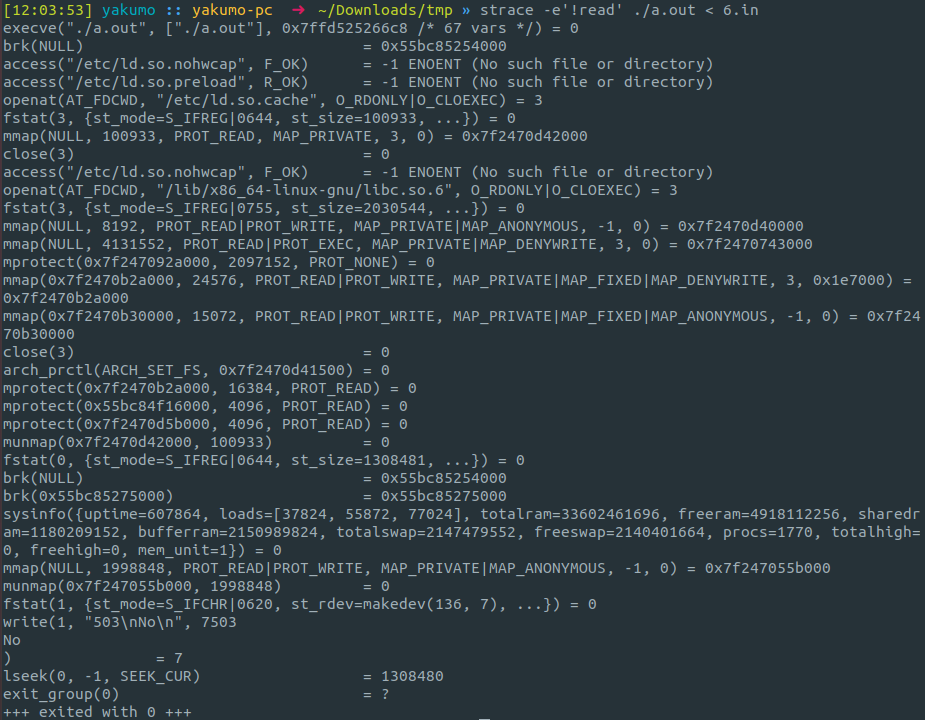 [12:03:53] yakumo :: yakumo-pc  ➔  ~/Downloads/tmp » strace -e'!read' ./a.out < 6.in
execve("./a.out", ["./a.out"], 0x7ffd525266c8 /* 67 vars */) = 0
brk(NULL)                               = 0x55bc85254000
access("/etc/ld.so.nohwcap", F_OK)      = -1 ENOENT (No such file or directory)
access("/etc/ld.so.preload", R_OK)      = -1 ENOENT (No such file or directory)
openat(AT_FDCWD, "/etc/ld.so.cache", O_RDONLY|O_CLOEXEC) = 3
fstat(3, {st_mode=S_IFREG|0644, st_size=100933, ...}) = 0
mmap(NULL, 100933, PROT_READ, MAP_PRIVATE, 3, 0) = 0x7f2470d42000
close(3)                                = 0
access("/etc/ld.so.nohwcap", F_OK)      = -1 ENOENT (No such file or directory)
openat(AT_FDCWD, "/lib/x86_64-linux-gnu/libc.so.6", O_RDONLY|O_CLOEXEC) = 3
fstat(3, {st_mode=S_IFREG|0755, st_size=2030544, ...}) = 0
mmap(NULL, 8192, PROT_READ|PROT_WRITE, MAP_PRIVATE|MAP_ANONYMOUS, -1, 0) = 0x7f2470d40000
mmap(NULL, 4131552, PROT_READ|PROT_EXEC, MAP_PRIVATE|MAP_DENYWRITE, 3, 0) = 0x7f2470743000
mprotect(0x7f247092a000, 2097152, PROT_NONE) = 0
mmap(0x7f2470b2a000, 24576, PROT_READ|PROT_WRITE, MAP_PRIVATE|MAP_FIXED|MAP_DENYWRITE, 3, 0x1e7000) =
0x7f2470b2a000
mmap(0x7f2470b30000, 15072, PROT_READ|PROT_WRITE, MAP_PRIVATE|MAP_FIXED|MAP_ANONYMOUS, -1, 0) = 0x7f24
70b30000
close(3)                                = 0
arch_prctl(ARCH_SET_FS, 0x7f2470d41500) = 0
mprotect(0x7f2470b2a000, 16384, PROT_READ) = 0
mprotect(0x55bc84f16000, 4096, PROT_READ) = 0
mprotect(0x7f2470d5b000, 4096, PROT_READ) = 0
munmap(0x7f2470d42000, 100933)          = 0
fstat(0, {st_mode=S_IFREG|0644, st_size=1308481, ...}) = 0
brk(NULL)                               = 0x55bc85254000
brk(0x55bc85275000)                     = 0x55bc85275000
sysinfo({uptime=607864, loads=[37824, 55872, 77024], totalram=33602461696, freeram=4918112256, sharedr
am=1180209152, bufferram=2150989824, totalswap=2147479552, freeswap=2140401664, procs=1770, totalhigh=
0, freehigh=0, mem_unit=1}) = 0
mmap(NULL, 1998848, PROT_READ|PROT_WRITE, MAP_PRIVATE|MAP_ANONYMOUS, -1, 0) = 0x7f247055b000
munmap(0x7f247055b000, 1998848)         = 0
fstat(1, {st_mode=S_IFCHR|0620, st_rdev=makedev(136, 7), ...}) = 0
write(1, "503\nNo\n", 7503
No
)                = 7
lseek(0, -1, SEEK_CUR)                  = 1308480
exit_group(0)                           = ?
+++ exited with 0 +++